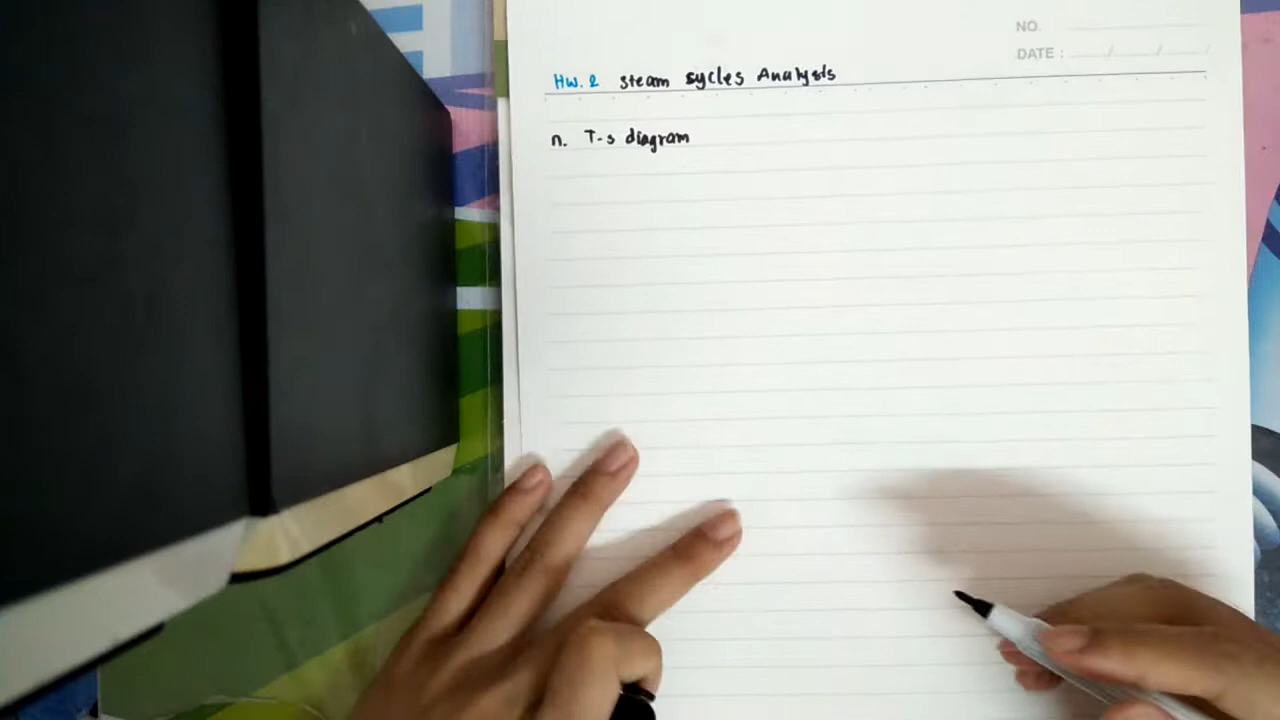 NO.
DATE : / / /
HW. 2 steam sycles Analysis
n. T-s diagram